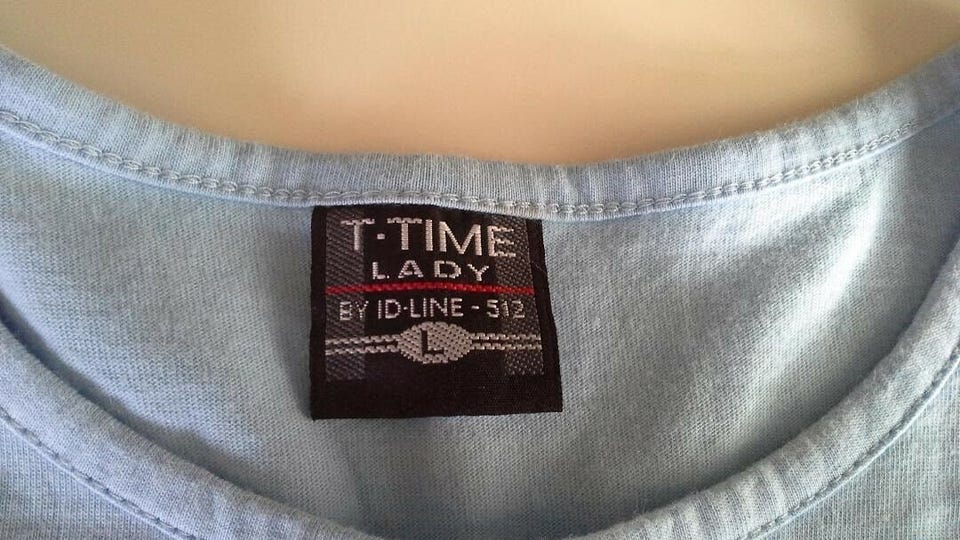 T-TIME
LADY
BY ID-LINE - 512
L